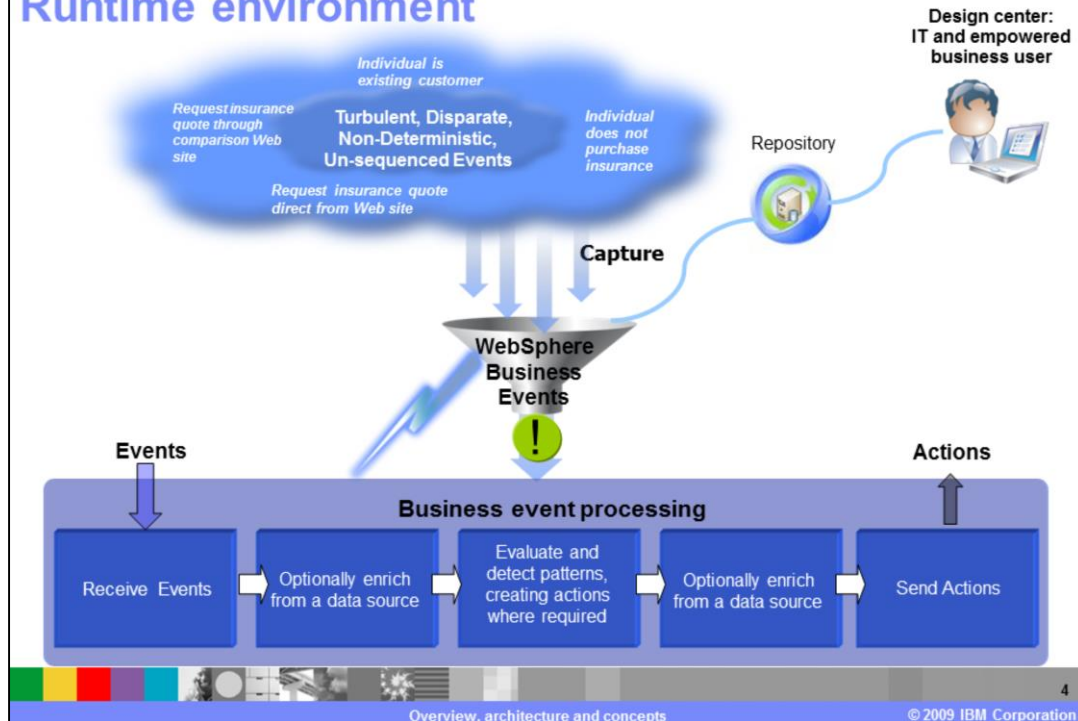 Runtime environment
Design center:
IT and empowered
business user
Individual is
existing customer
Request insurance
quote through
comparison Web
site
Turbulent, Disparate,
Non-Deterministic,
Un-sequenced Events
Individual
does not
purchase
insurance
Request insurance quote
direct from Web site
Repository
Capture
WebSphere
Business
Events
!
Events
Actions
Business event processing
Receive Events
Optionally enrich
from a data source
Evaluate and
detect patterns,
creating actions
where required
Optionally enrich
from a data source
Send Actions
4
Overview, architecture and concepts
© 2009 IBM Corporation